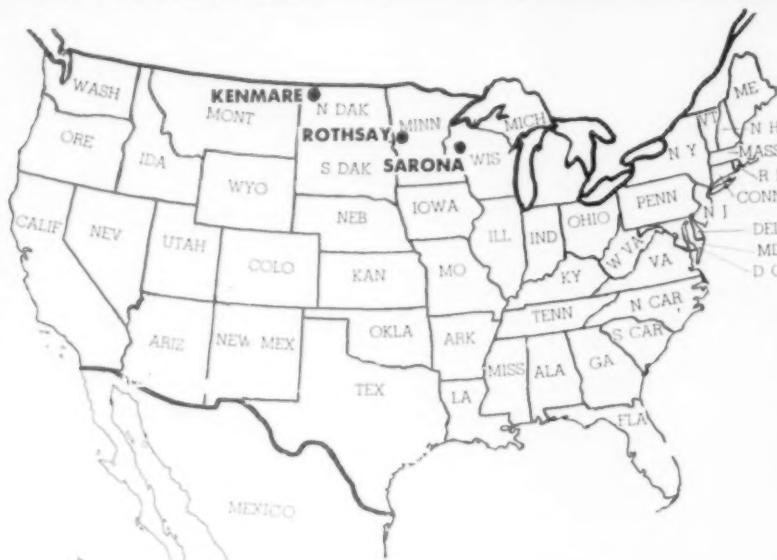 WASH
ME
KENMARE
MONT
N DAK
MINN
VT
N H
ROTHSAY
MICH
ORE
N Y
MASS
IDA
S DAK
SARONA
WIS
R I
WYO
CONN
PENN
N J
NEB
IOWA
CALIF
NEV
UTAH
ILL
IND
OHIO
DEL
W VA
MD
COLO
KAN
MO
KY
VA
D C
N CAR
TENN
OKLA
ARIZ
NEW MEX
ARK
S CAR
MISS
ALA
GA
TEX
LA
FLA
MEXICO